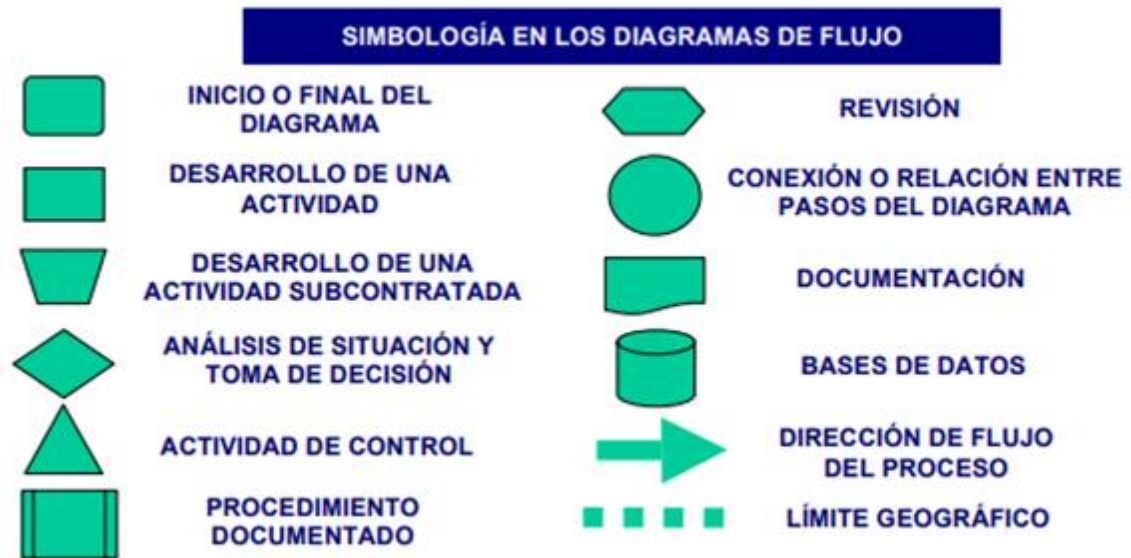 SIMBOLOGÍA EN LOS DIAGRAMAS DE FLUJO
INICIO O FINAL DEL
DIAGRAMA
DESARROLLO DE UNA
ACTIVIDAD
DESARROLLO DE UNA
ACTIVIDAD SUBCONTRATADA
ANÁLISIS DE SITUACIÓN Y
TOMA DE DECISIÓN
ACTIVIDAD DE CONTROL
PROCEDIMIENTO
DOCUMENTADO
REVISIÓN
CONEXIÓN O RELACIÓN ENTRE
PASOS DEL DIAGRAMA
DOCUMENTACIÓN
BASES DE DATOS
DIRECCIÓN DE FLUJO
DEL PROCESO
LÍMITE GEOGRÁFICO